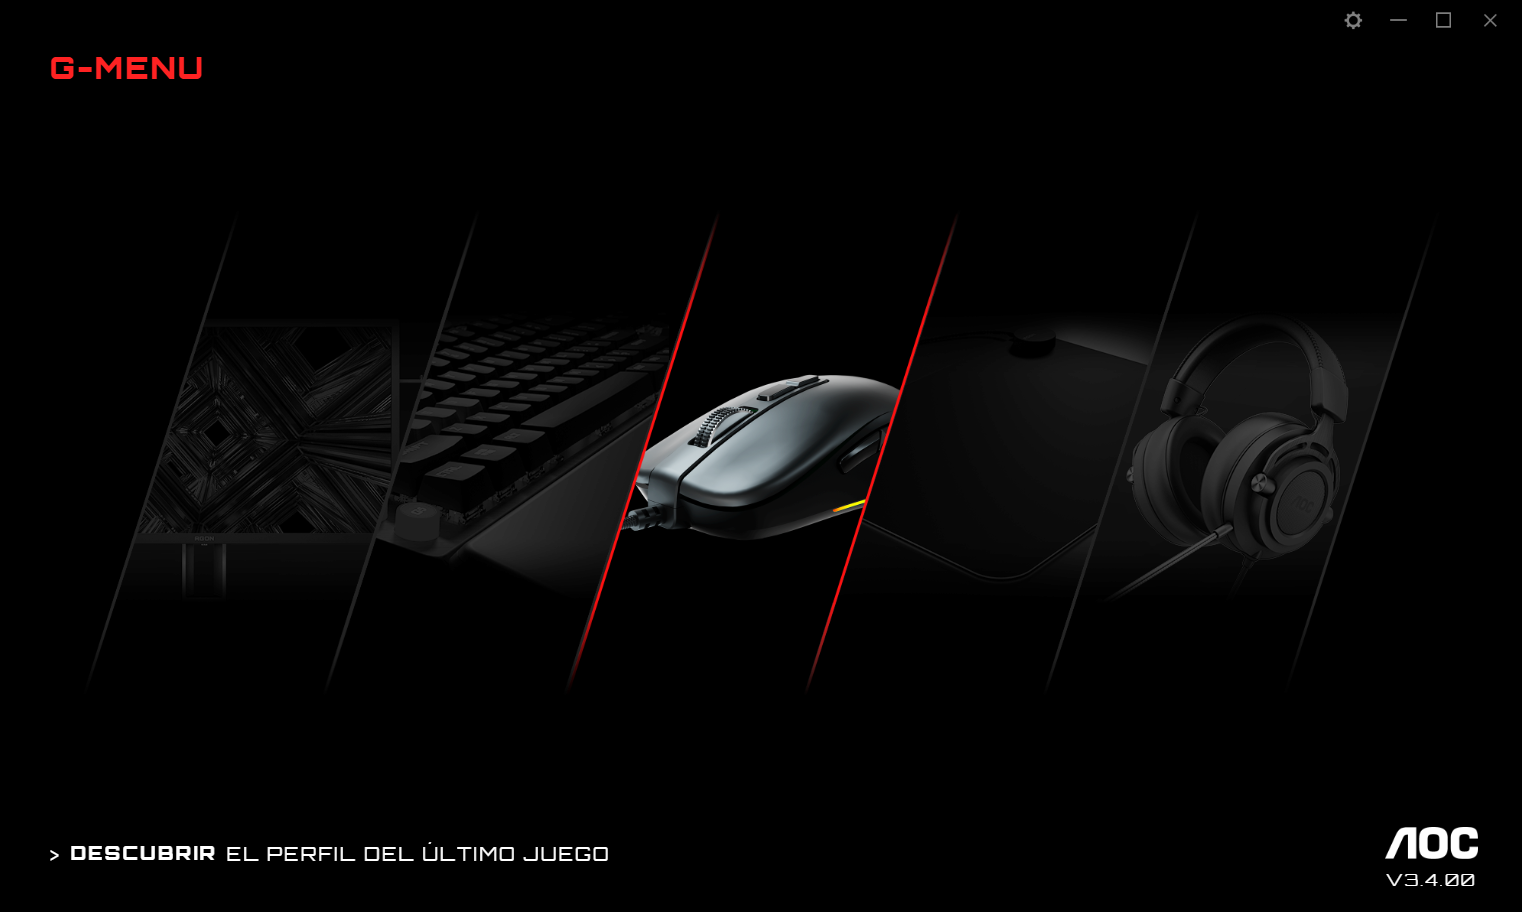 G-MENU
> DESCUBRIR EL PERFIL DEL ÚLTIMO JUEGO
AOC
V3.4.00